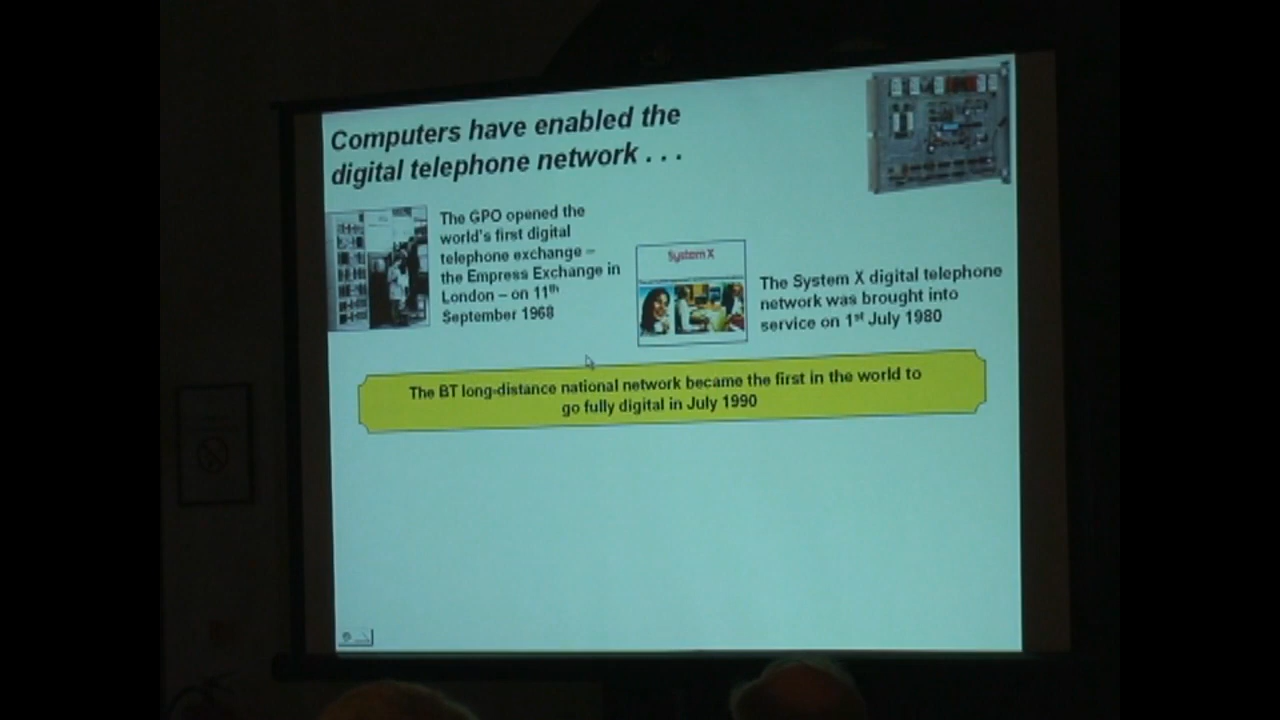 Computers have enabled the
digital telephone network . . .
The GPO opened the
world's first digital
telephone exchange –
the Empress Exchange in
London – on 11th
September 1968
System X
The System X digital telephone
network was brought into
service on 1st July 1980
The BT long-distance national network became the first in the world to
go fully digital in July 1990